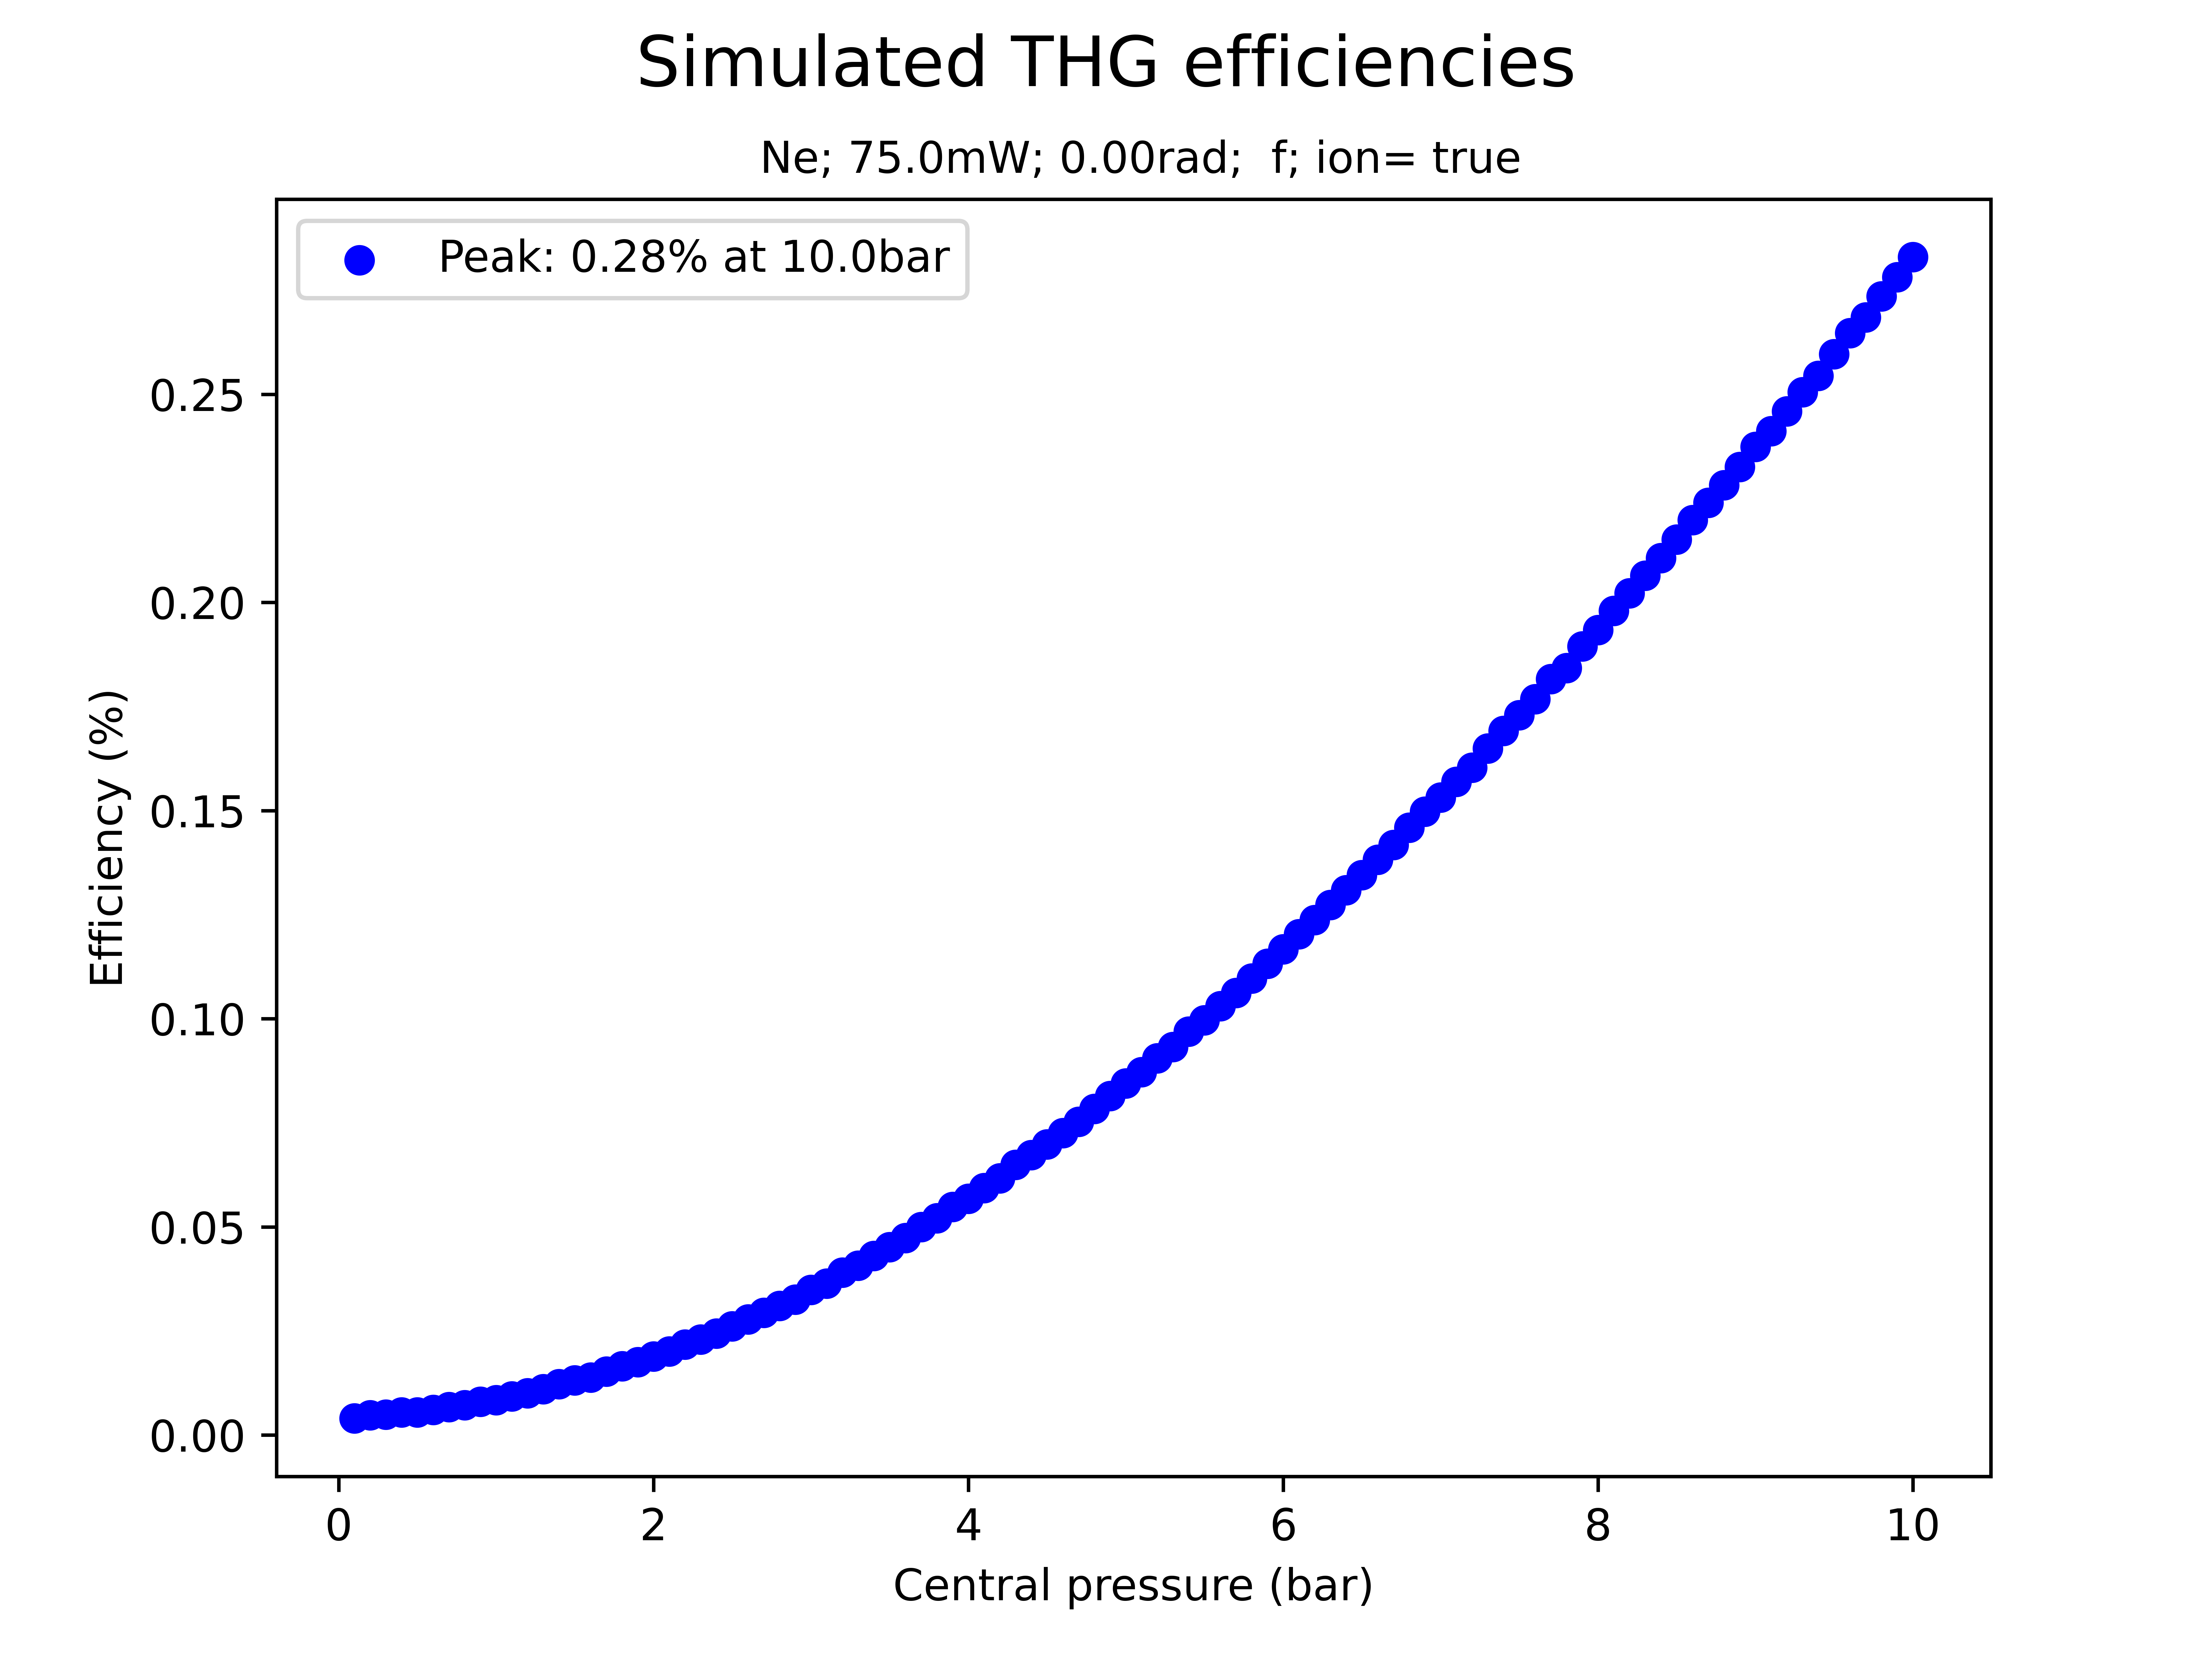 Simulated THG efficiencies
Ne; 75.0mW; 0.00rad;  f; ion= true
Peak: 0.28% at 10.0bar
Efficiency (%)
0.25
0.20
0.15
0.10
0.05
0.00
0 2 4 6 8 10
Central pressure (bar)